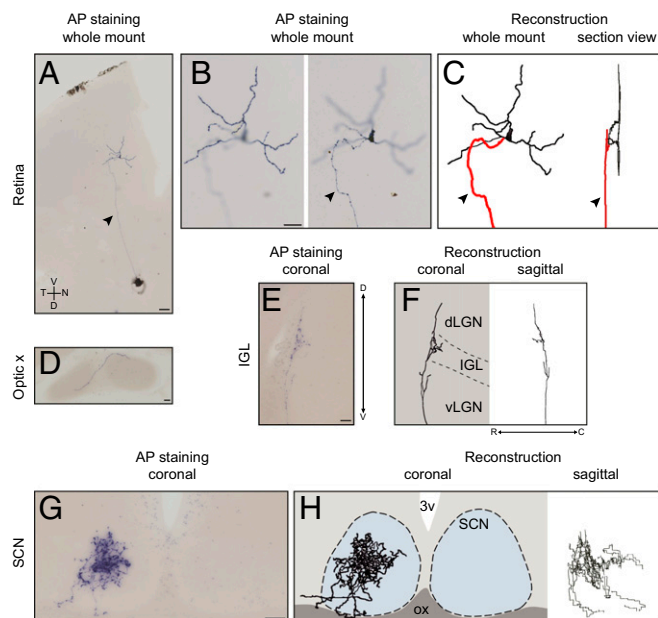 AP staining
whole mount
AP staining
whole mount
Reconstruction
whole mount section view
Retina
A
B
C
V
T N
D
AP staining
coronal
Reconstruction
coronal sagittal
Optic x
D
IGL
E
D
V
F
dLGN
IGL
vLGN
R C
AP staining
coronal
Reconstruction
coronal sagittal
SCN
G
H
3v
SCN
ox